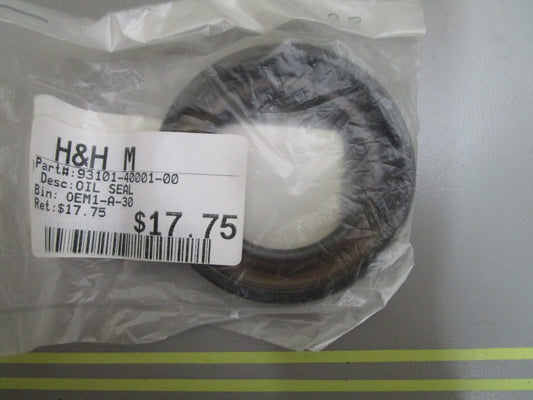 H&H M
Part#:93101-40001-00
Desc:OIL SEAL
Bin: OEM1-A-30
Ret:$17.75
$17.75